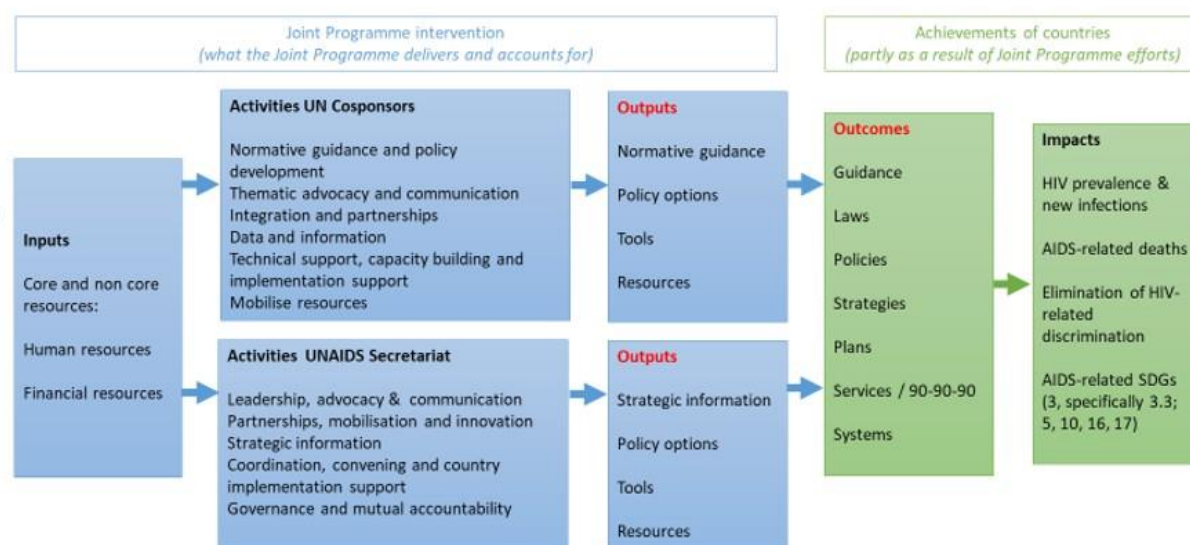 Joint Programme intervention
(what the Joint Programme delivers and accounts for)
Achievements of countries
(partly as a result of Joint Programme efforts)
Inputs
Core and non core
resources:
Human resources
Financial resources
Activities UN Cosponsors
Normative guidance and policy
development
Thematic advocacy and communication
Integration and partnerships
Data and information
Technical support, capacity building and
implementation support
Mobilise resources
Outputs
Normative guidance
Policy options
Tools
Resources
Activities UNAIDS Secretariat
Leadership, advocacy & communication
Partnerships, mobilisation and innovation
Strategic information
Coordination, convening and country
implementation support
Governance and mutual accountability
Outputs
Strategic information
Policy options
Tools
Resources
Outcomes
Guidance
Laws
Policies
Strategies
Plans
Services / 90-90-90
Systems
Impacts
HIV prevalence &
new infections
AIDS-related deaths
Elimination of HIV-
related
discrimination
AIDS-related SDGs
(3, specifically 3.3;
5, 10, 16, 17)